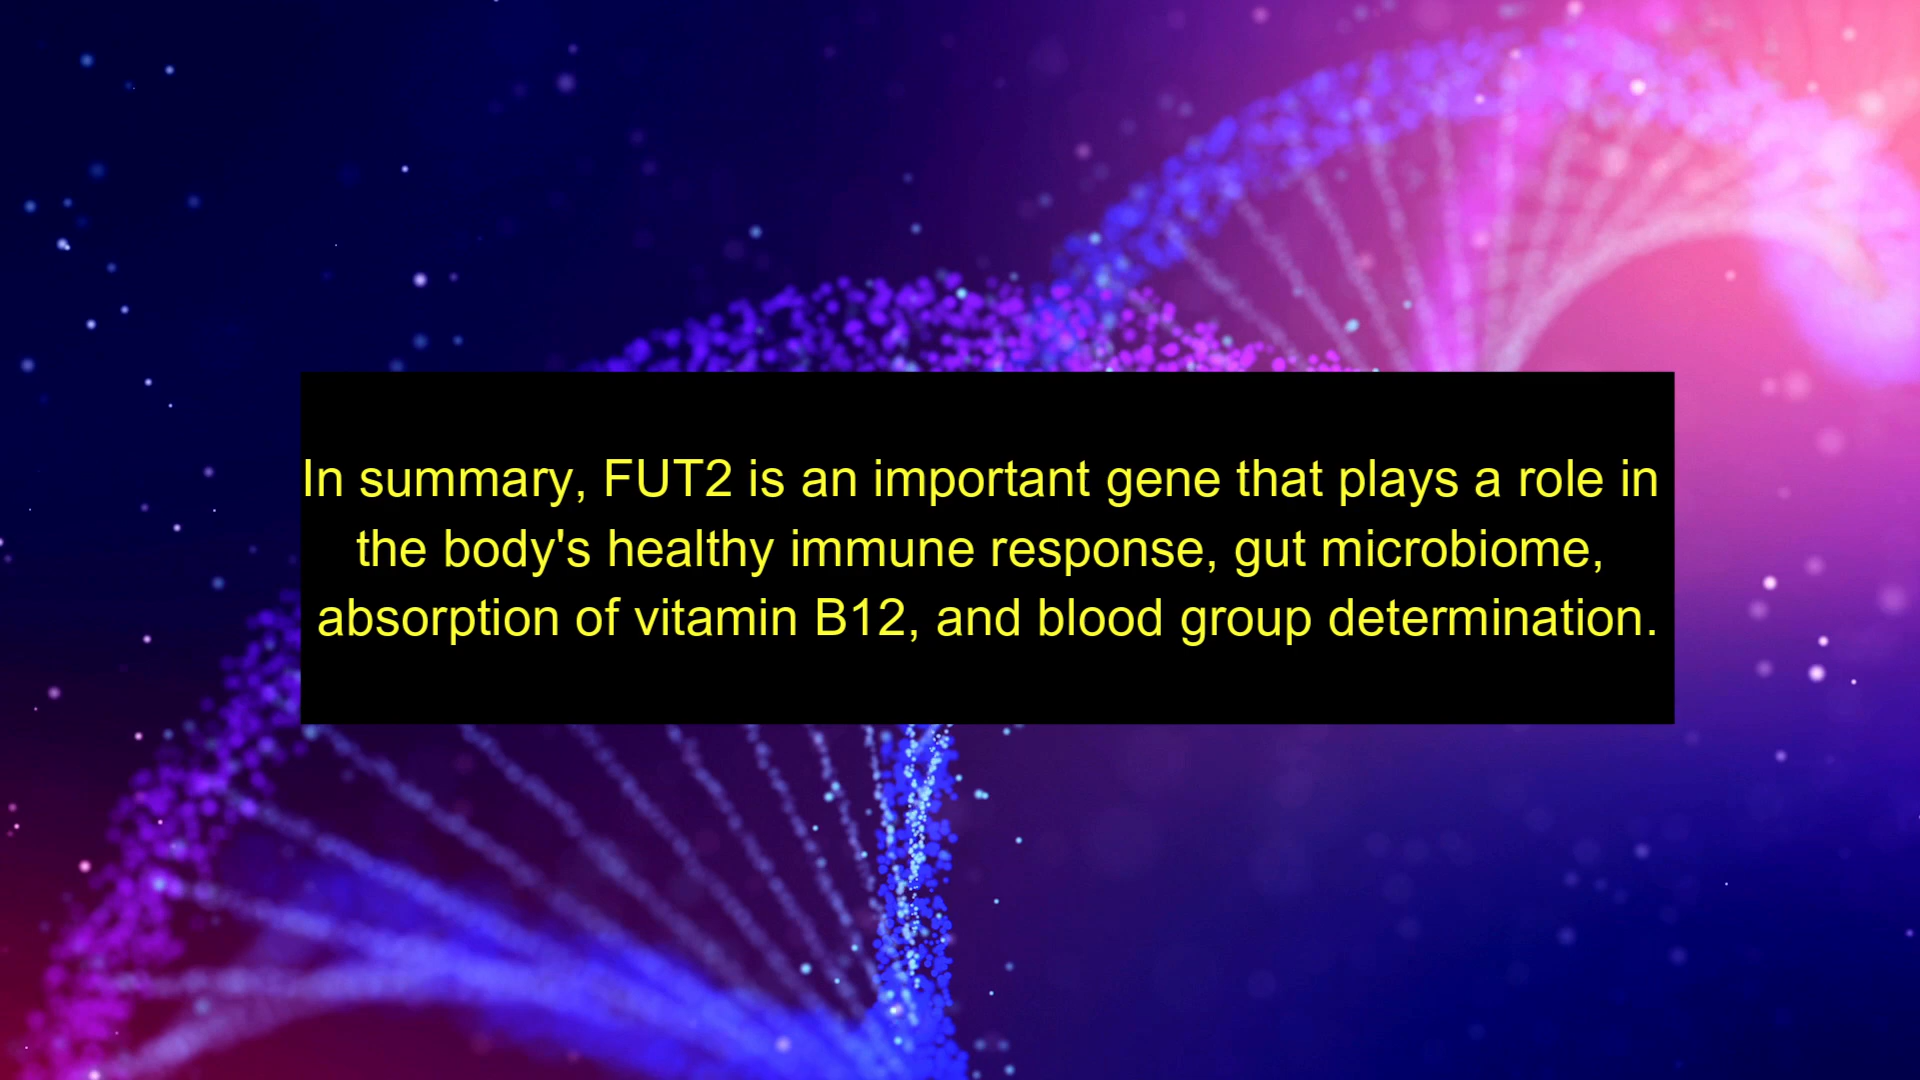 In summary, FUT2 is an important gene that plays a role in
the body's healthy immune response, gut microbiome,
absorption of vitamin B12, and blood group determination.